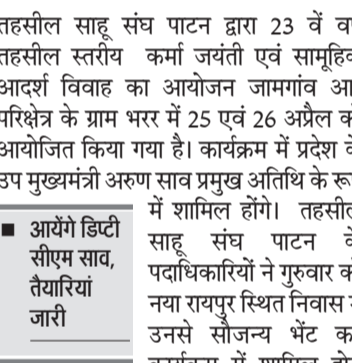 तहसील साहू संघ पाटन द्वारा 23 वें
तहसील स्तरीय कर्मा जयंती एवं
आदर्श विवाह का आयोजन जामगांव
परिक्षेत्र के ग्राम भरर में 25 एवं 26 अप्रैल
आयोजित किया गया है। कार्यक्रम में प्रदेश
उप मुख्यमंत्री अरुण साव प्रमुख अतिथि के
में शामिल होंगे।
साहू संघ पाटन
पदाधिकारियों ने गुरुवार
नया रायपुर स्थित निवास
उनसे सौजन्य भेंट
■ आयेंगे डिप्टी
सीएम साव,
तैयारियां
जारी